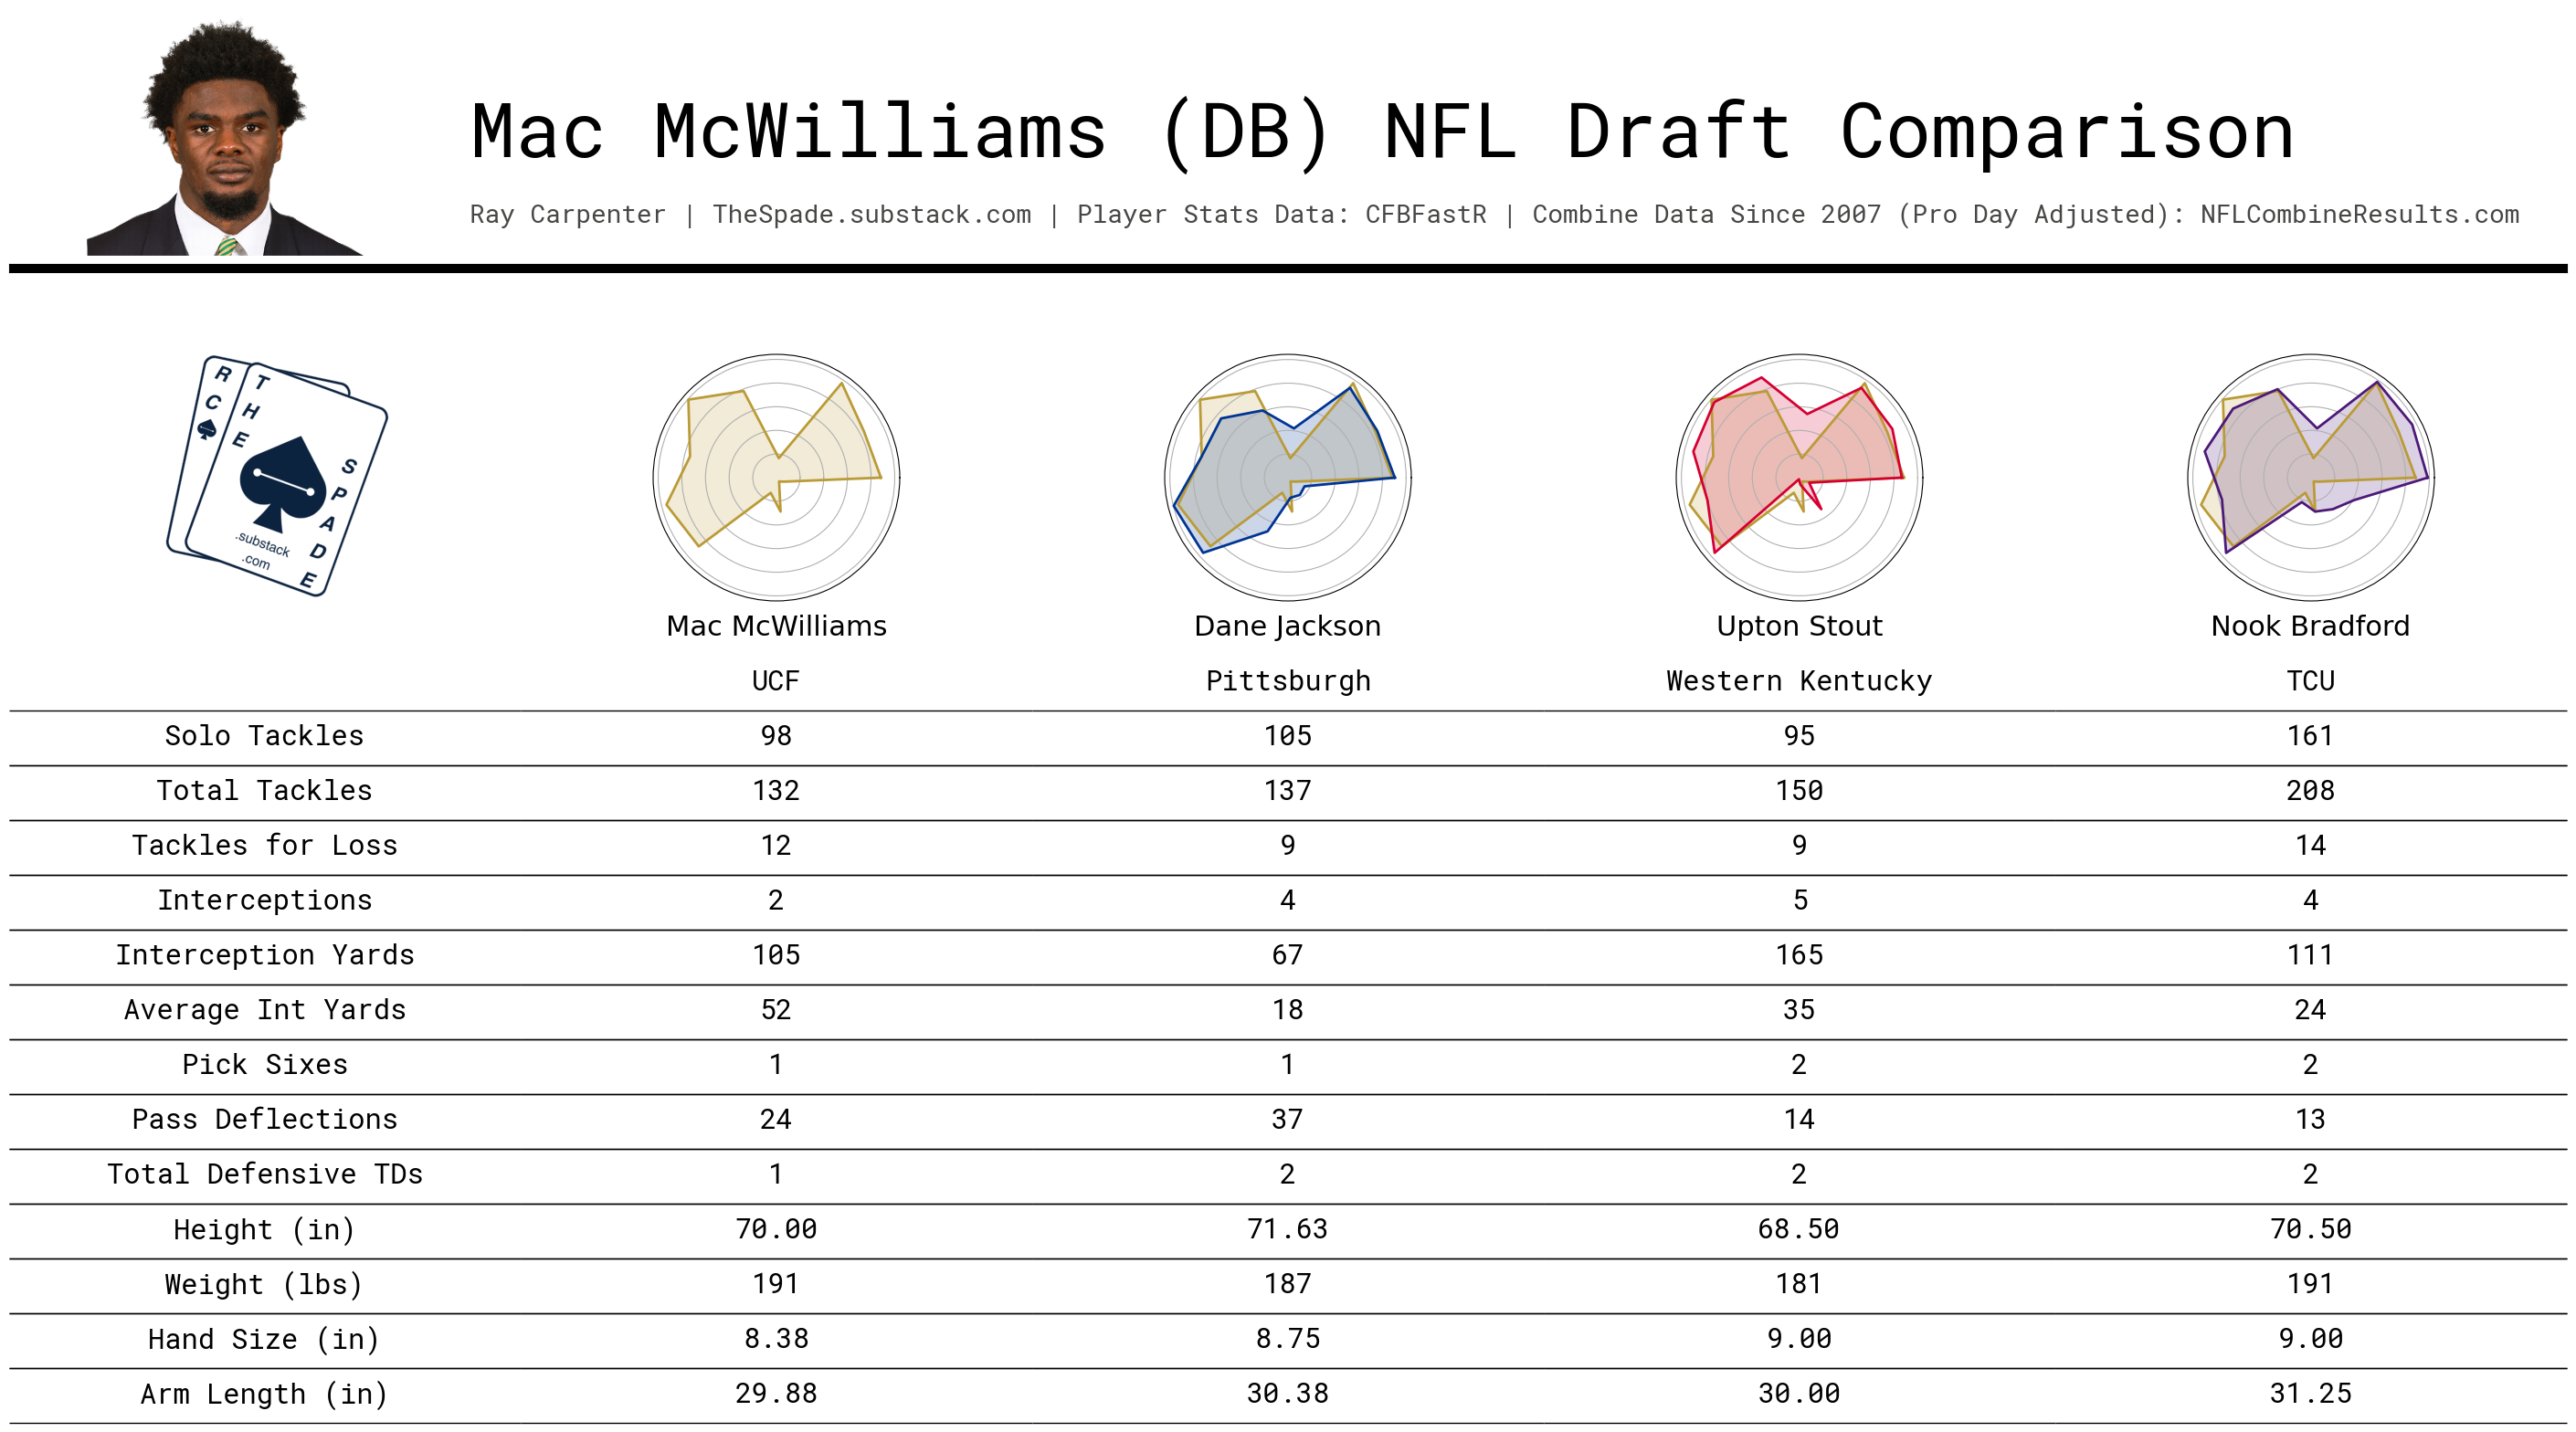 Mac McWilliams (DB) NFL Draft Comparison
Ray Carpenter | TheSpade.substack.com | Player Stats Data: CFBFastR | Combine Data Since 2007 (Pro Day Adjusted): NFLCombineResults.com
R C
T H E
S P A D E
.substack
.com
Mac McWilliams Dane Jackson Upton Stout Nook Bradford
UCF Pittsburgh Western Kentucky TCU
Solo Tackles 98 105 95 161
Total Tackles 132 137 150 208
Tackles for Loss 12 9 9 14
Interceptions 2 4 5 4
Interception Yards 105 67 165 111
Average Int Yards 52 18 35 24
Pick Sixes 1 1 2 2
Pass Deflections 24 37 14 13
Total Defensive TDs 1 2 2 2
Height (in) 70.00 71.63 68.50 70.50
Weight (lbs) 191 187 181 191
Hand Size (in) 8.38 8.75 9.00 9.00
Arm Length (in) 29.88 30.38 30.00 31.25